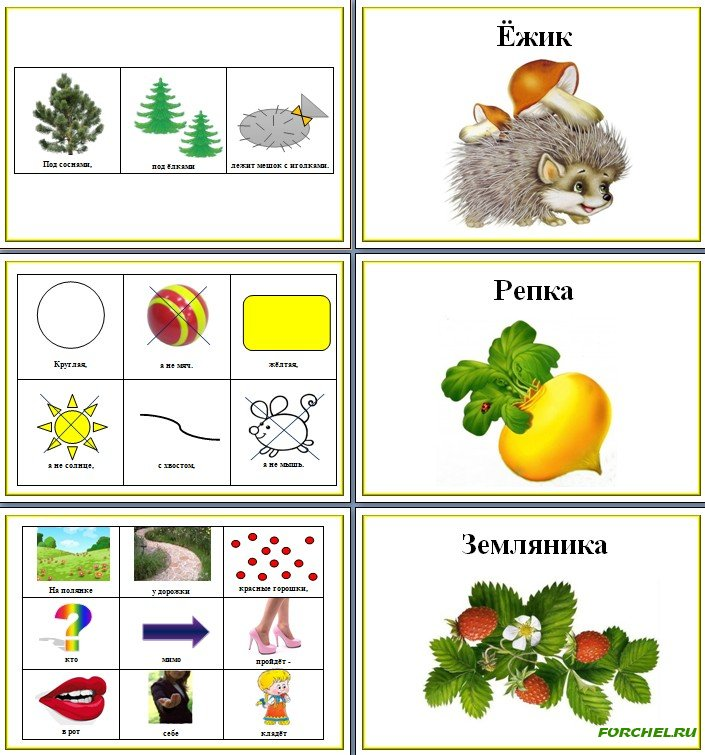 Под соснами,
под ёлками
лежит мешок с иголками.
Ёжик
Круглая,
а не мяч.
жёлтая,
а не солнце,
с хвостом,
а не мышь.
Репка
На полянке
у дорожки
красные горошки,
кто
мимо
пройдёт -
в рот
себе
кладёт
Земляника
FORCHEL.RU